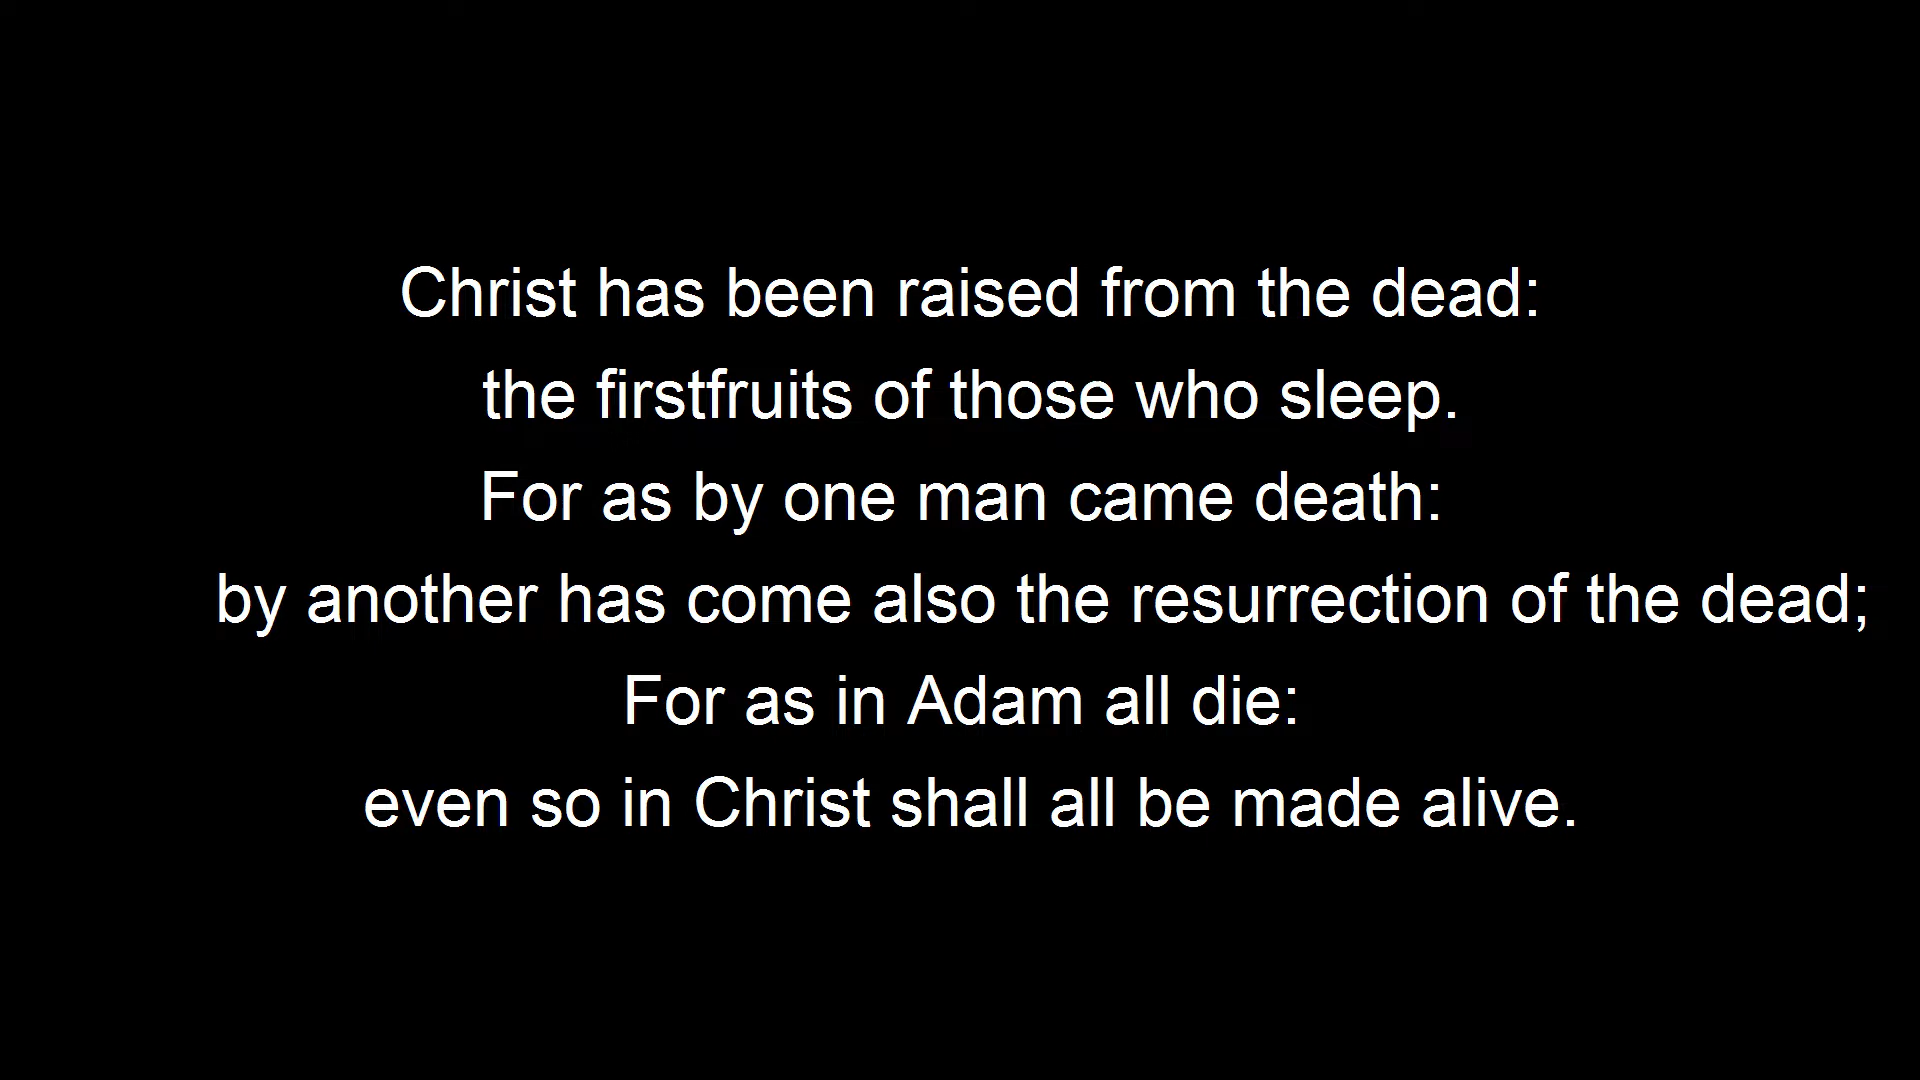 Christ has been raised from the dead:
the firstfruits of those who sleep.
For as by one man came death:
by another has come also the resurrection of the dead;
For as in Adam all die:
even so in Christ shall all be made alive.